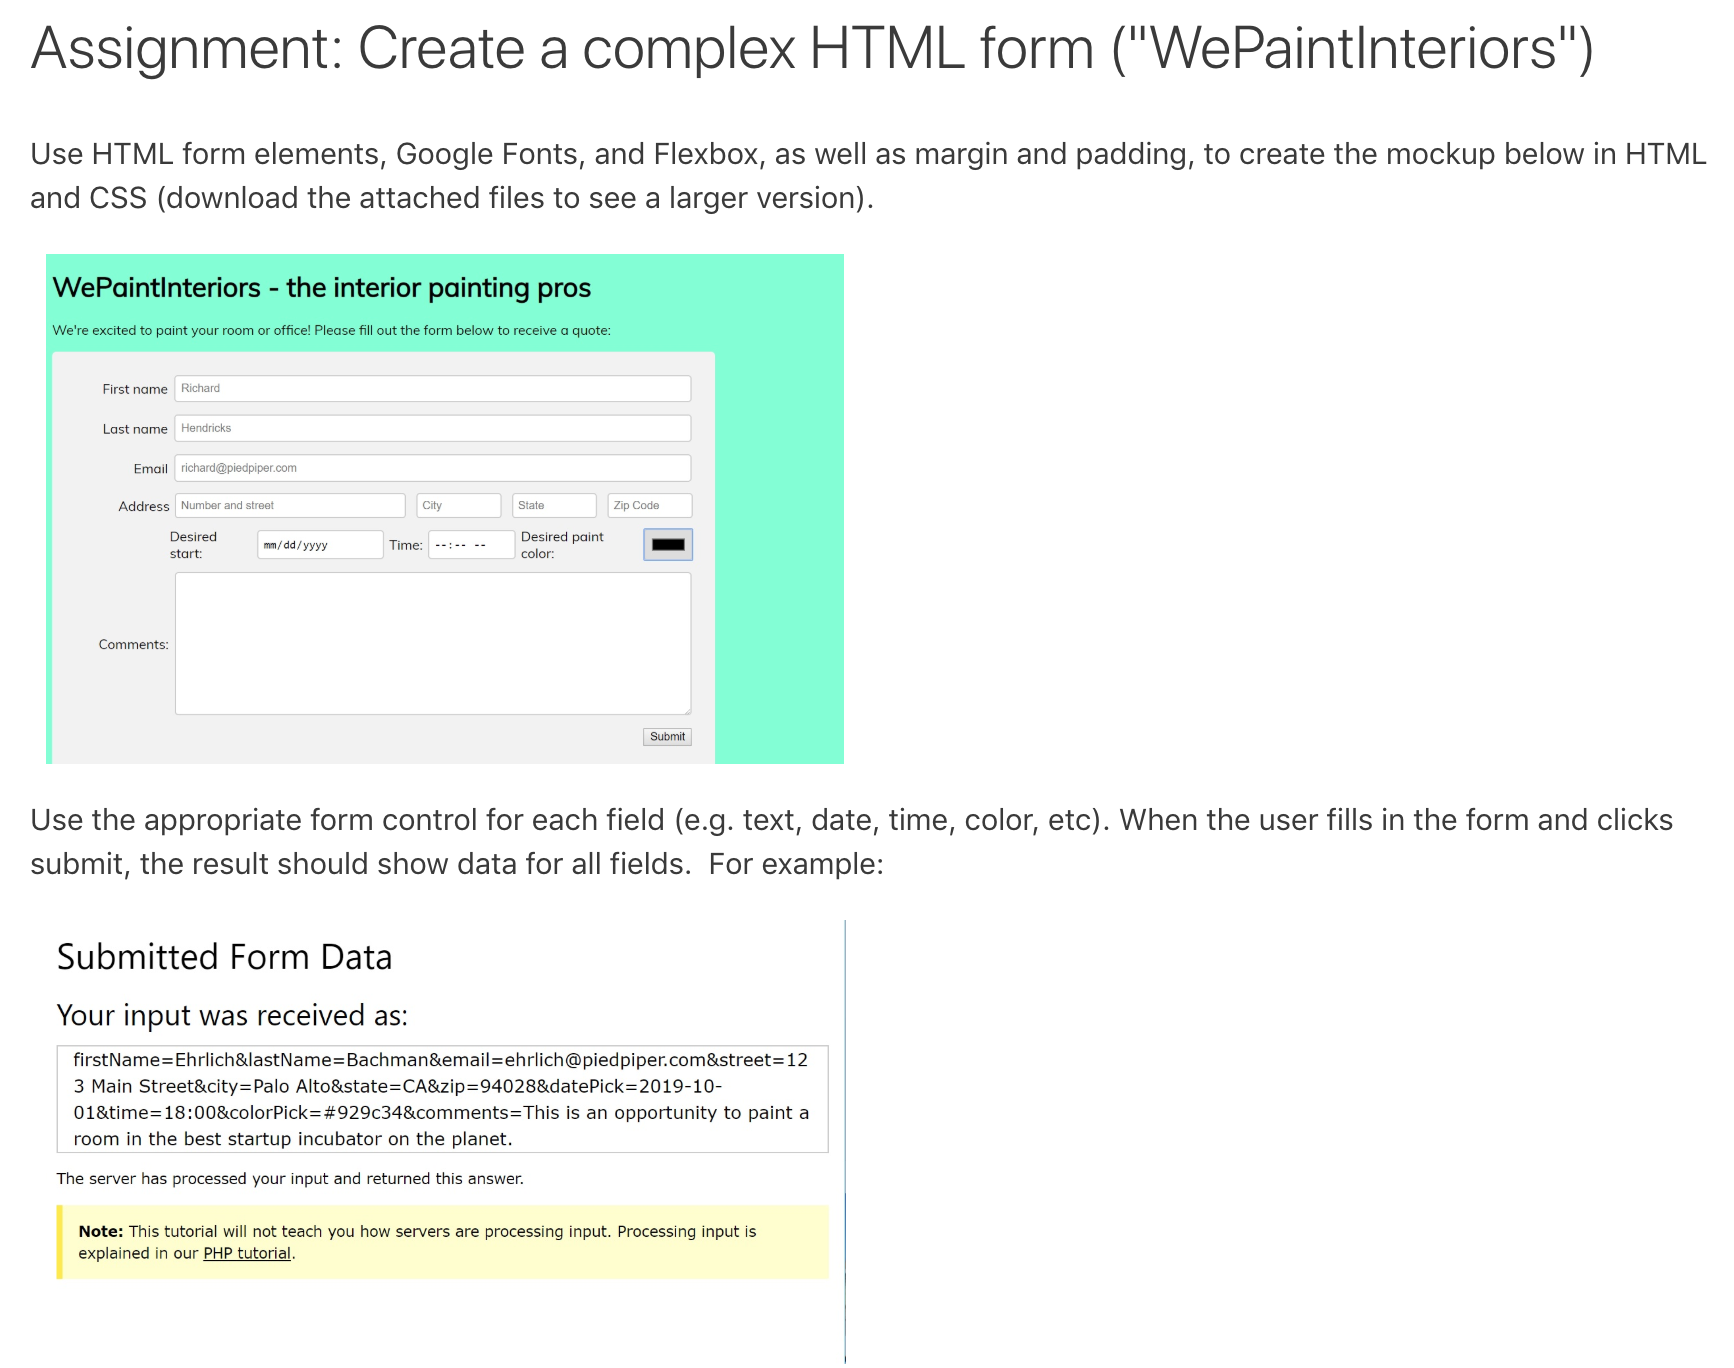 Assignment: Create a complex HTML form ("WePaintInteriors")
Use HTML form elements, Google Fonts, and Flexbox, as well as margin and padding, to create the mockup below in HTML
and CSS (download the attached files to see a larger version).
WePaintInteriors - the interior painting pros
We're excited to paint your room or office! Please fill out the form below to receive a quote:
First name Richard
Last name Hendricks
Email richard@piedpiper.com
Address Number and street City State Zip Code
Desired start: mm/dd/yyyy Time: --:-- -- Desired paint color:
Comments:
Submit
Use the appropriate form control for each field (e.g. text, date, time, color, etc). When the user fills in the form and clicks
submit, the result should show data for all fields.  For example:
Submitted Form Data
Your input was received as:
firstName=Ehrlich&lastName=Bachman&email=ehrlich@piedpiper.com&street=12
3 Main Street&city=Palo Alto&state=CA&zip=94028&datePick=2019-10-
01&time=18:00&colorPick=#929c34&comments=This is an opportunity to paint a
room in the best startup incubator on the planet.
The server has processed your input and returned this answer.
Note: This tutorial will not teach you how servers are processing input. Processing input is
explained in our PHP tutorial.